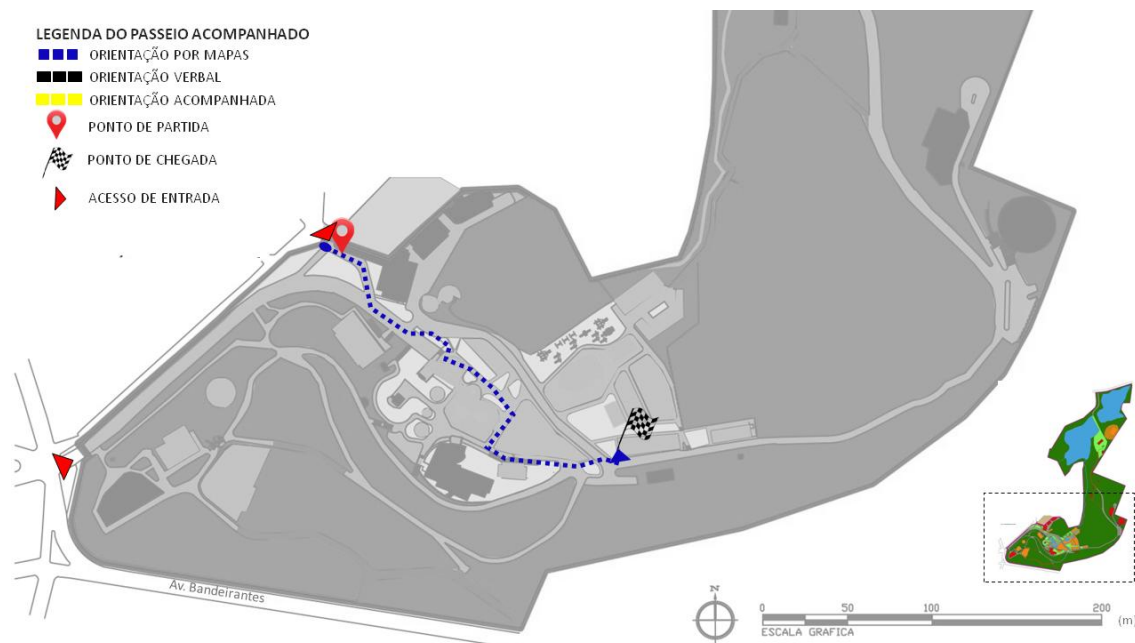 LEGENDA DO PASSEIO ACOMPANHADO
ORIENTAÇÃO POR MAPAS
ORIENTAÇÃO VERBAL
ORIENTAÇÃO ACOMPANHADA
PONTO DE PARTIDA
PONTO DE CHEGADA
ACESSO DE ENTRADA
Av. Bandeirantes
N
0 50 100 200
(m)
ESCALA GRAFICA